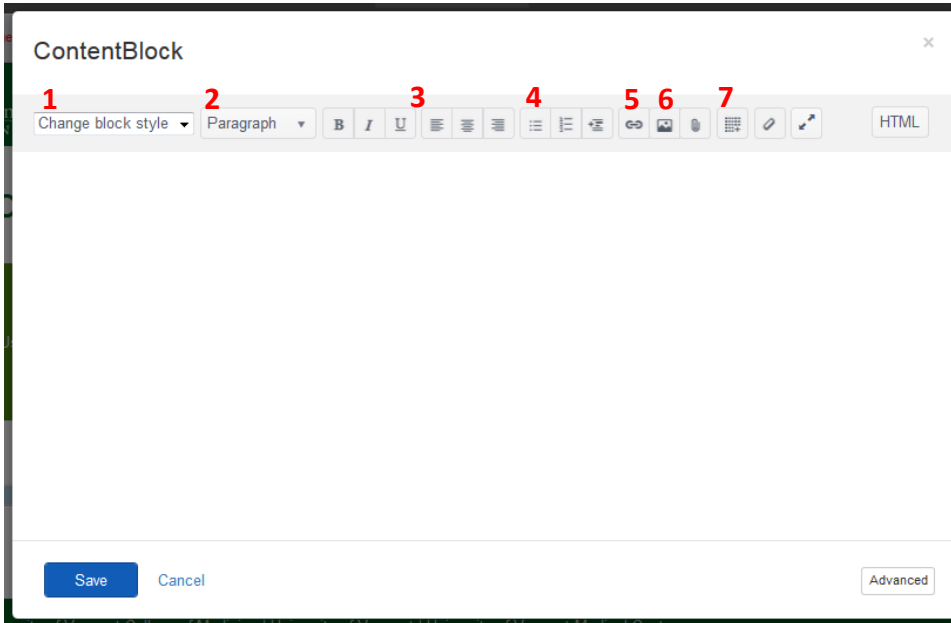 ContentBlock
×
1 2 3 4 5 6 7
Change block style Paragraph B I U HTML
Save Cancel Advanced